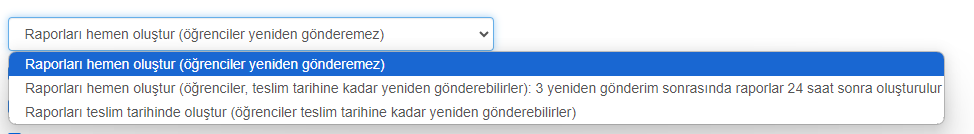 Raporları hemen oluştur (öğrenciler yeniden gönderemez)
Raporları hemen oluştur (öğrenciler yeniden gönderemez)
Raporları hemen oluştur (öğrenciler, teslim tarihine kadar yeniden gönderebilirler): 3 yeniden gönderim sonrasında raporlar 24 saat sonra oluşturulur
Raporları teslim tarihinde oluştur (öğrenciler teslim tarihine kadar yeniden gönderebilirler)